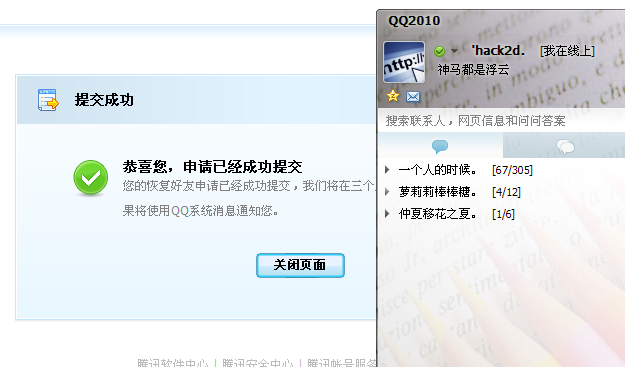 提交成功
恭喜您，申请已经成功提交
您的恢复好友申请已经成功提交，我们将在三个
果将使用QQ系统消息通知您。
关闭页面
腾讯软件中心 | 腾讯安全中心 | 腾讯帐号服务
QQ2010
'hack2d. [我在线上]
神马都是浮云
搜索联系人，网页信息和问问答案
一个人的时候。 [67/305]
萝莉莉棒棒糖。 [4/12]
仲夏移花之夏。 [1/6]
http://